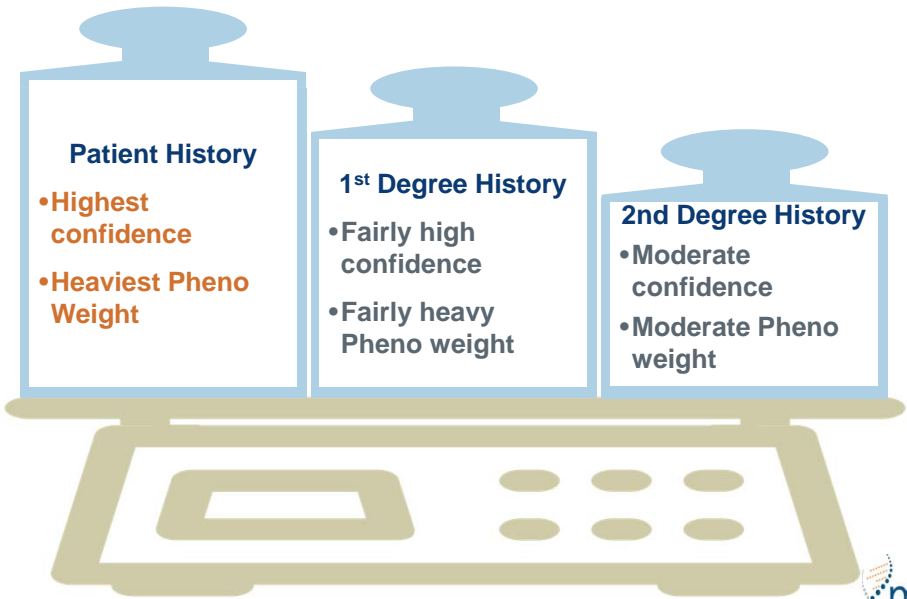 Patient History
•Highest
confidence
•Heaviest Pheno
Weight
1st Degree History
•Fairly high
confidence
•Fairly heavy
Pheno weight
2nd Degree History
•Moderate
confidence
•Moderate Pheno
weight